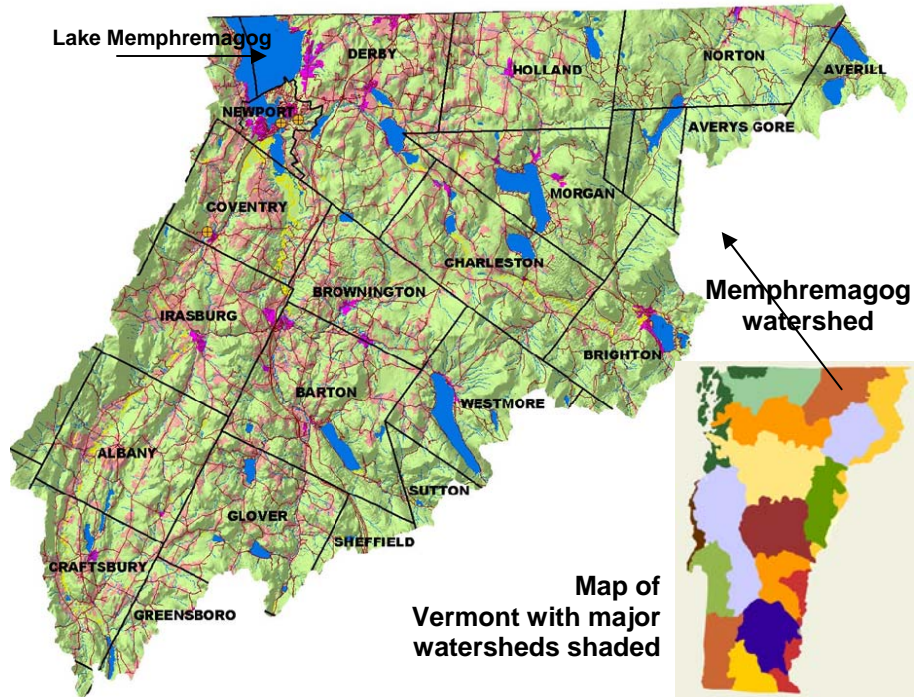 Lake Memphremagog
DERBY
HOLLAND
NORTON
AVERILL
NEWPORT
AVERYS GORE
MORGAN
COVENTRY
CHARLESTON
BROWNINGTON
Memphremagog
watershed
IRASBURG
BRIGHTON
BARTON
WESTMORE
ALBANY
SUTTON
GLOVER
SHEFFIELD
CRAFTSBURY
GREENSBORO
Map of
Vermont with major
watersheds shaded